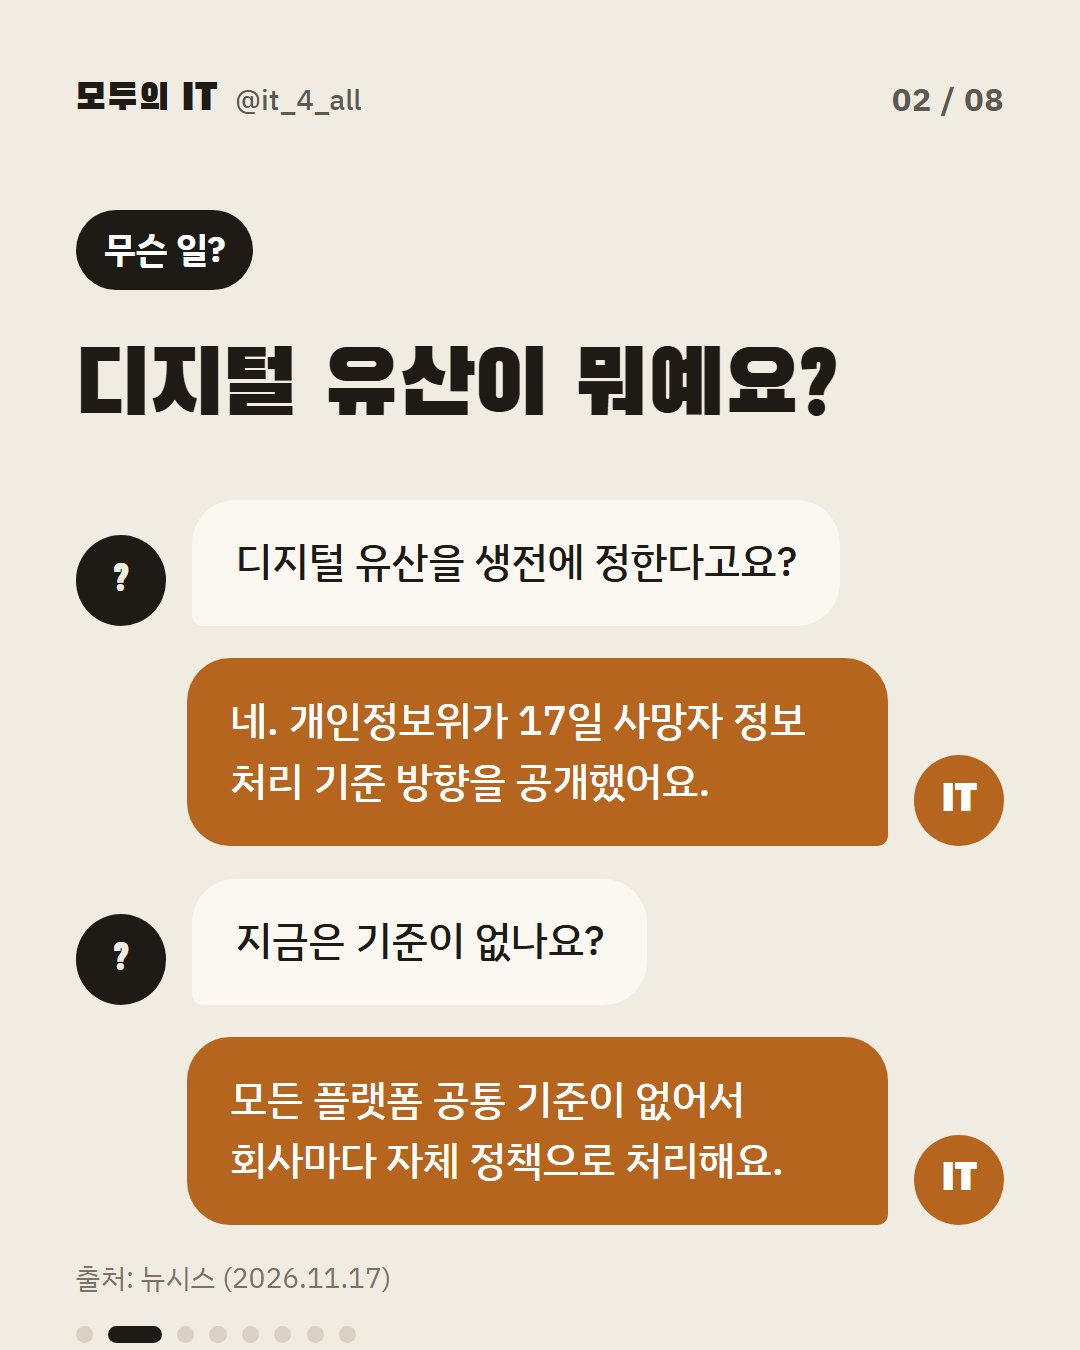 모두의 IT @it_4_all
02 / 08
무슨 일?
디지털 유산이 뭐예요?
?
디지털 유산을 생전에 정한다고요?
네. 개인정보위가 17일 사망자 정보
처리 기준 방향을 공개했어요.
IT
?
지금은 기준이 없나요?
모든 플랫폼 공통 기준이 없어서
회사마다 자체 정책으로 처리해요.
IT
출처: 뉴시스 (2026.11.17)